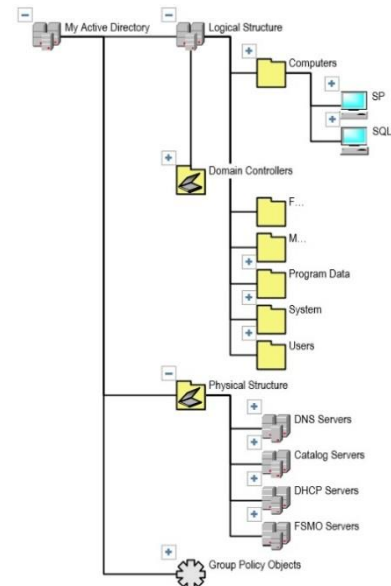 My Active Directory
Logical Structure
Computers
SP
SQL
Domain Controllers
F...
M...
Program Data
System
Users
Physical Structure
DNS Servers
Catalog Servers
DHCP Servers
FSMO Servers
Group Policy Objects